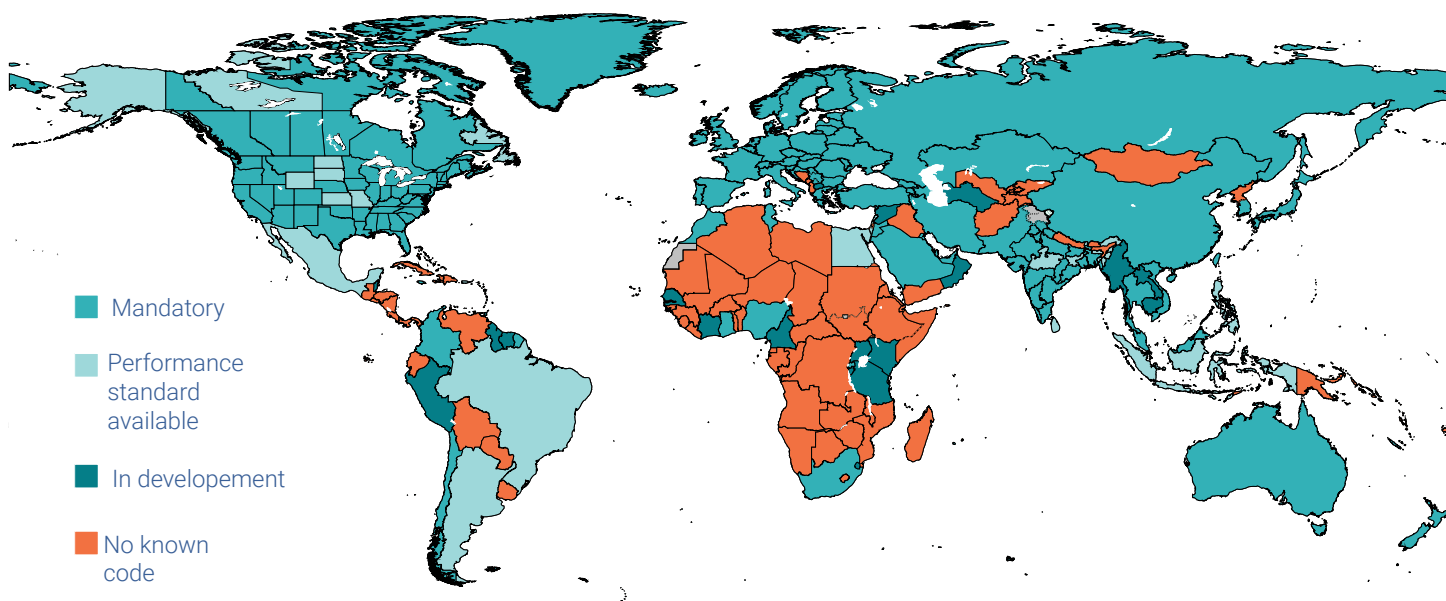 Mandatory
Performance
standard
available
In developement
No known
code